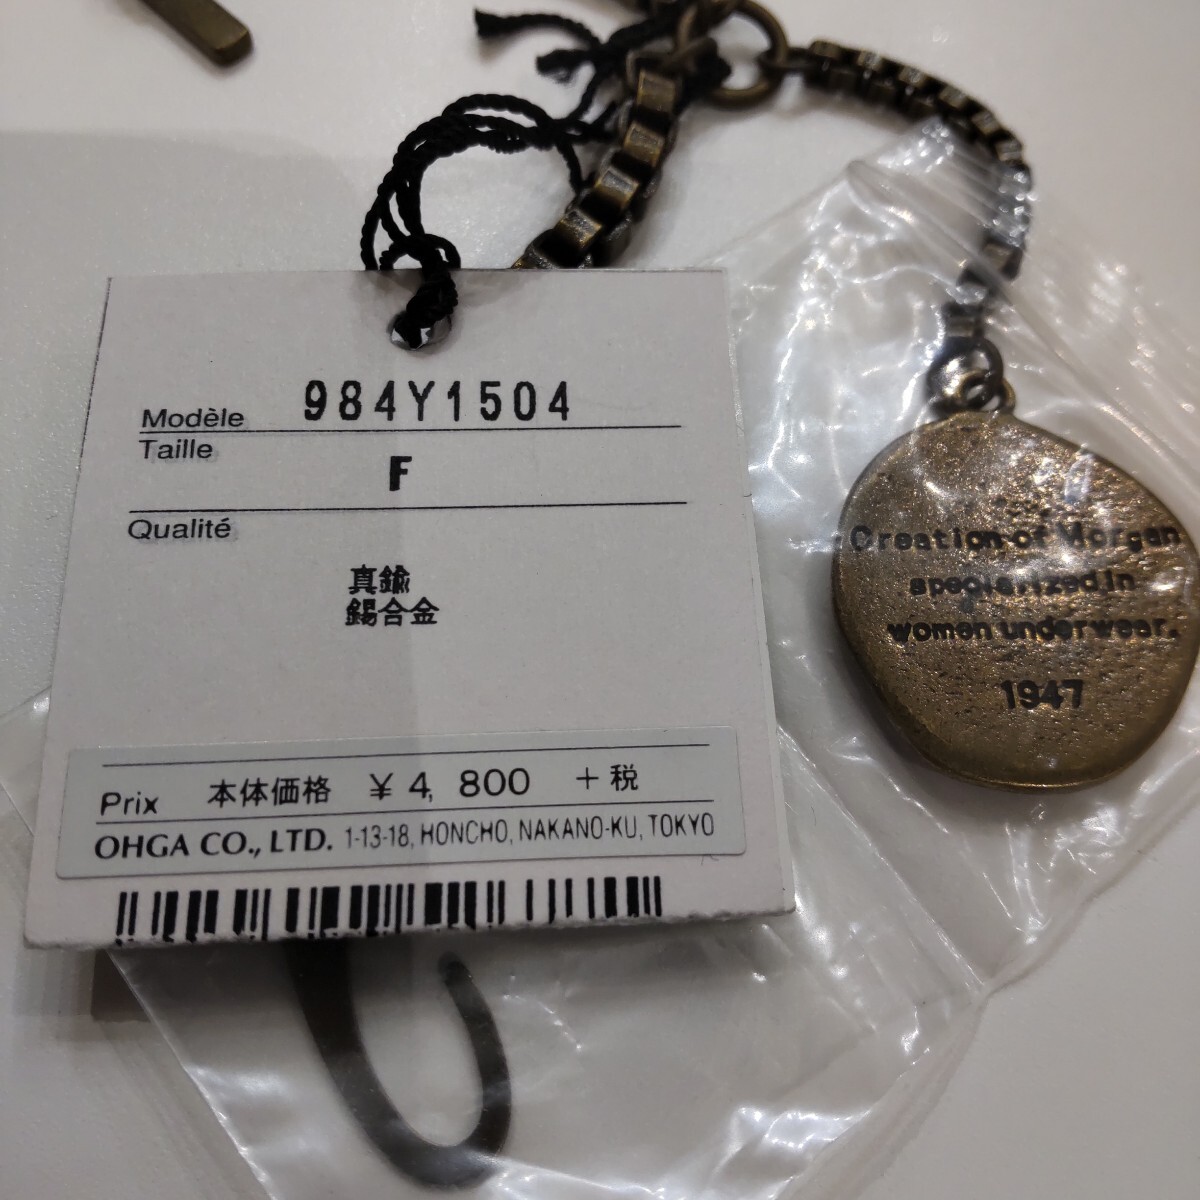 Modèle 984Y1504
Taille
F
Qualité
真鍮
錫合金
Prix 本体価格 ¥4,800 +税
OHGA CO., LTD. 1-13-18, HONCHO, NAKANO-KU, TOKYO
Creation of Morgan
specialized in
women underwear.
1947